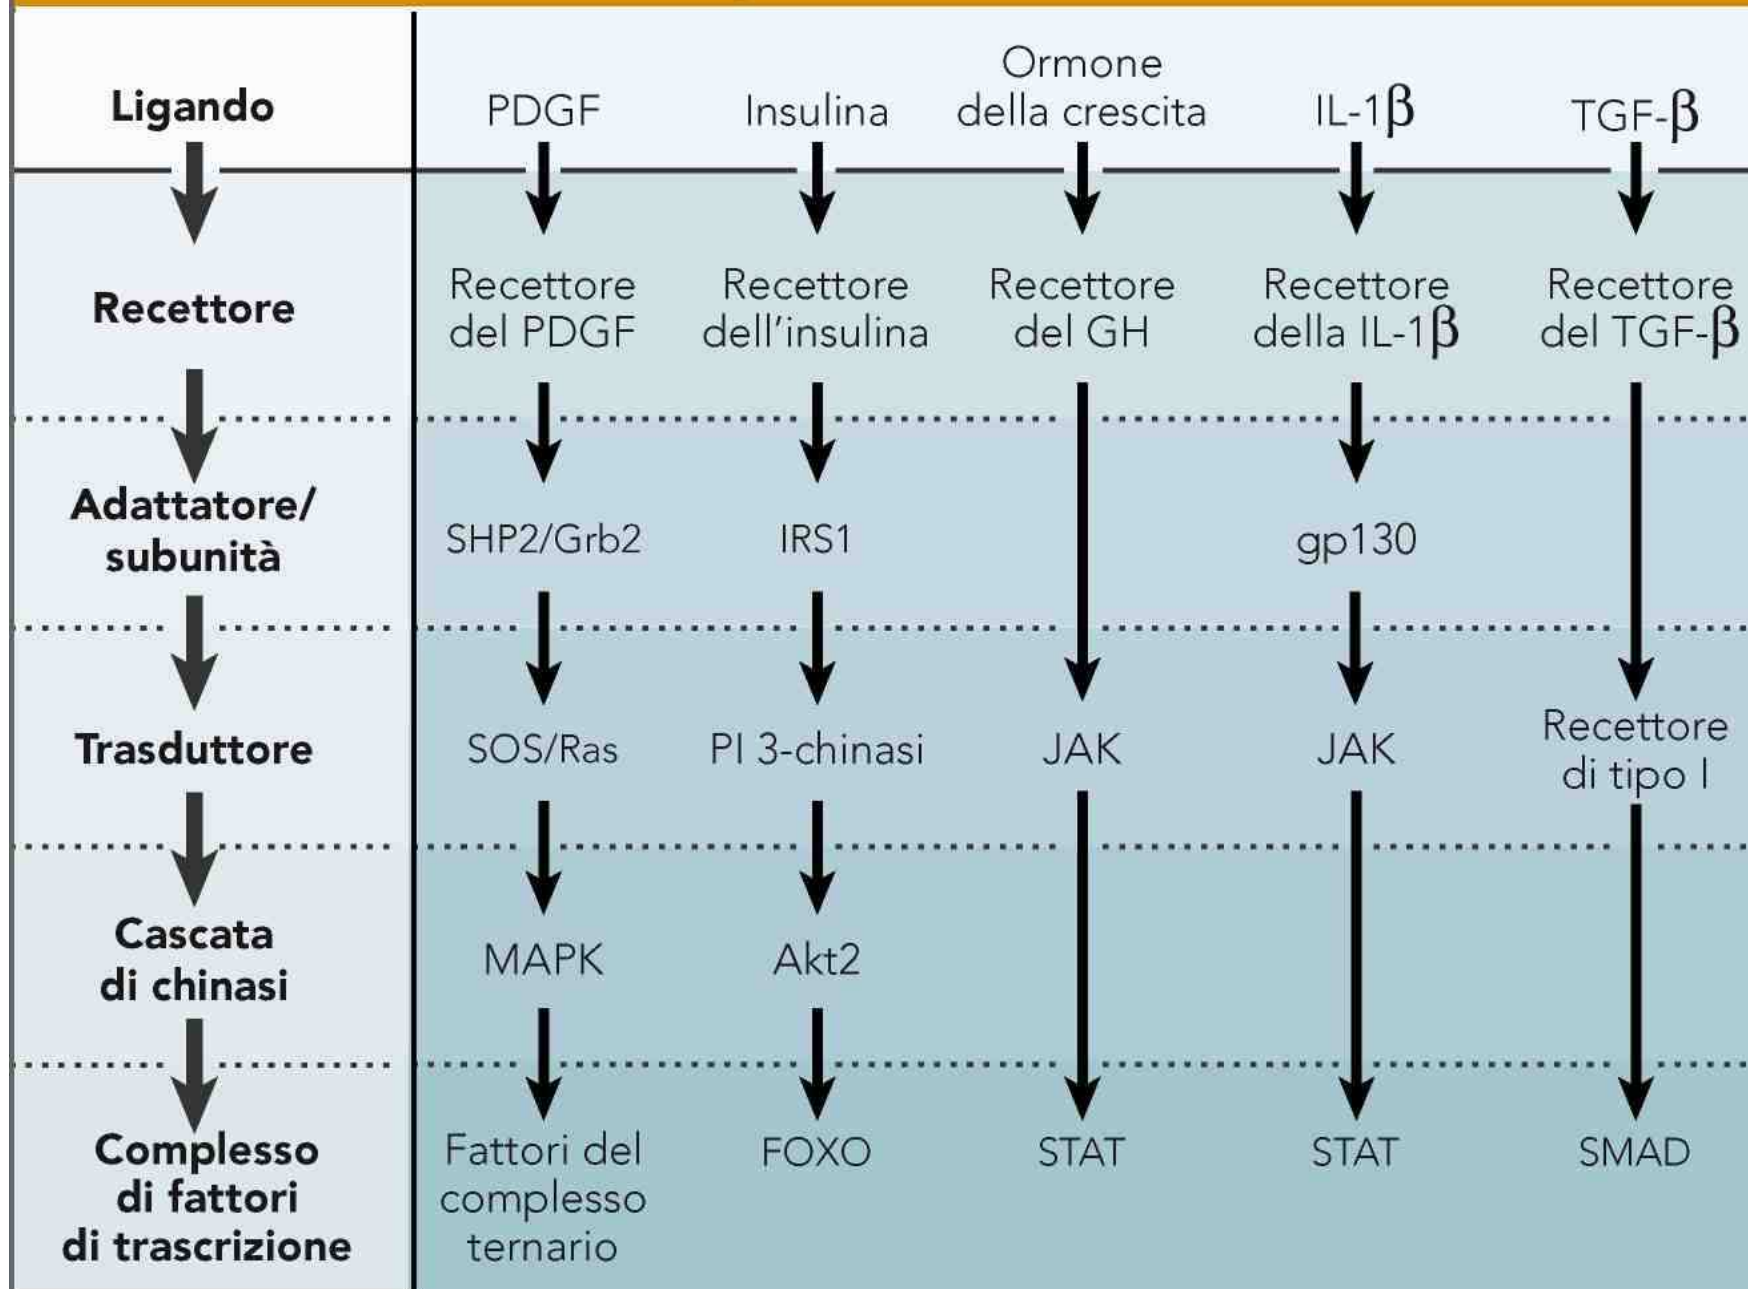 Ligando
PDGF
Insulina
Ormone
della crescita
IL-1β
TGF-β
Recettore
Recettore
del PDGF
Recettore
dell'insulina
Recettore
del GH
Recettore
della IL-1β
Recettore
del TGF-β
Adattatore/
subunità
SHP2/Grb2
IRS1
gp130
Trasduttore
SOS/Ras
PI 3-chinasi
JAK
JAK
Recettore
di tipo I
Cascata
di chinasi
MAPK
Akt2
Complesso
di fattori
di trascrizione
Fattori del
complesso
ternario
FOXO
STAT
STAT
SMAD